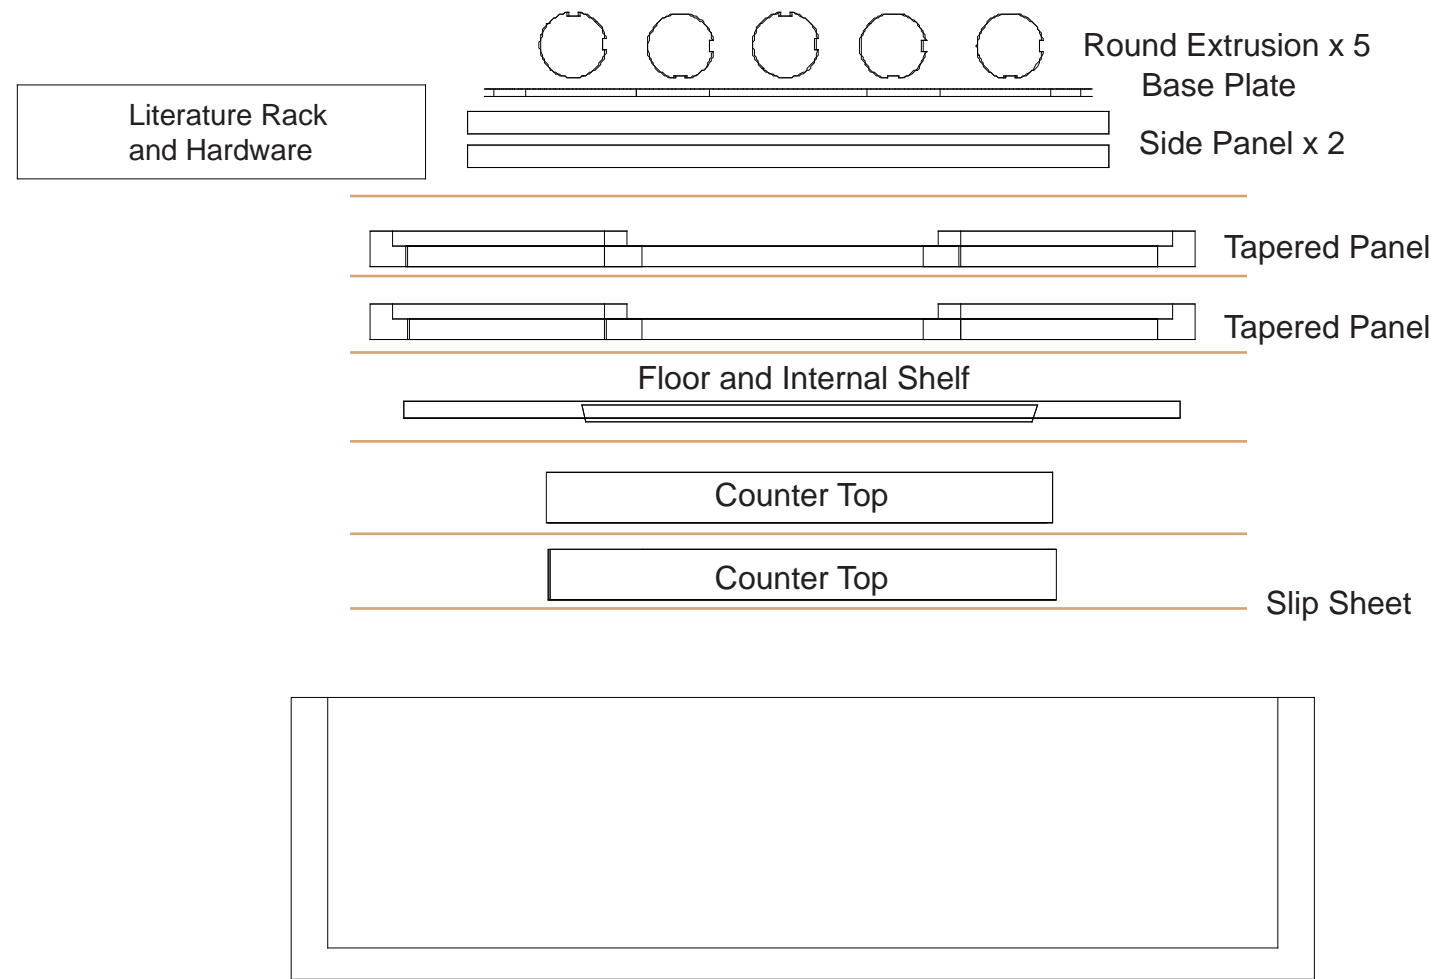 Round Extrusion x 5
Base Plate
Literature Rack
and Hardware
Side Panel x 2
Tapered Panel
Tapered Panel
Floor and Internal Shelf
Counter Top
Counter Top
Slip Sheet